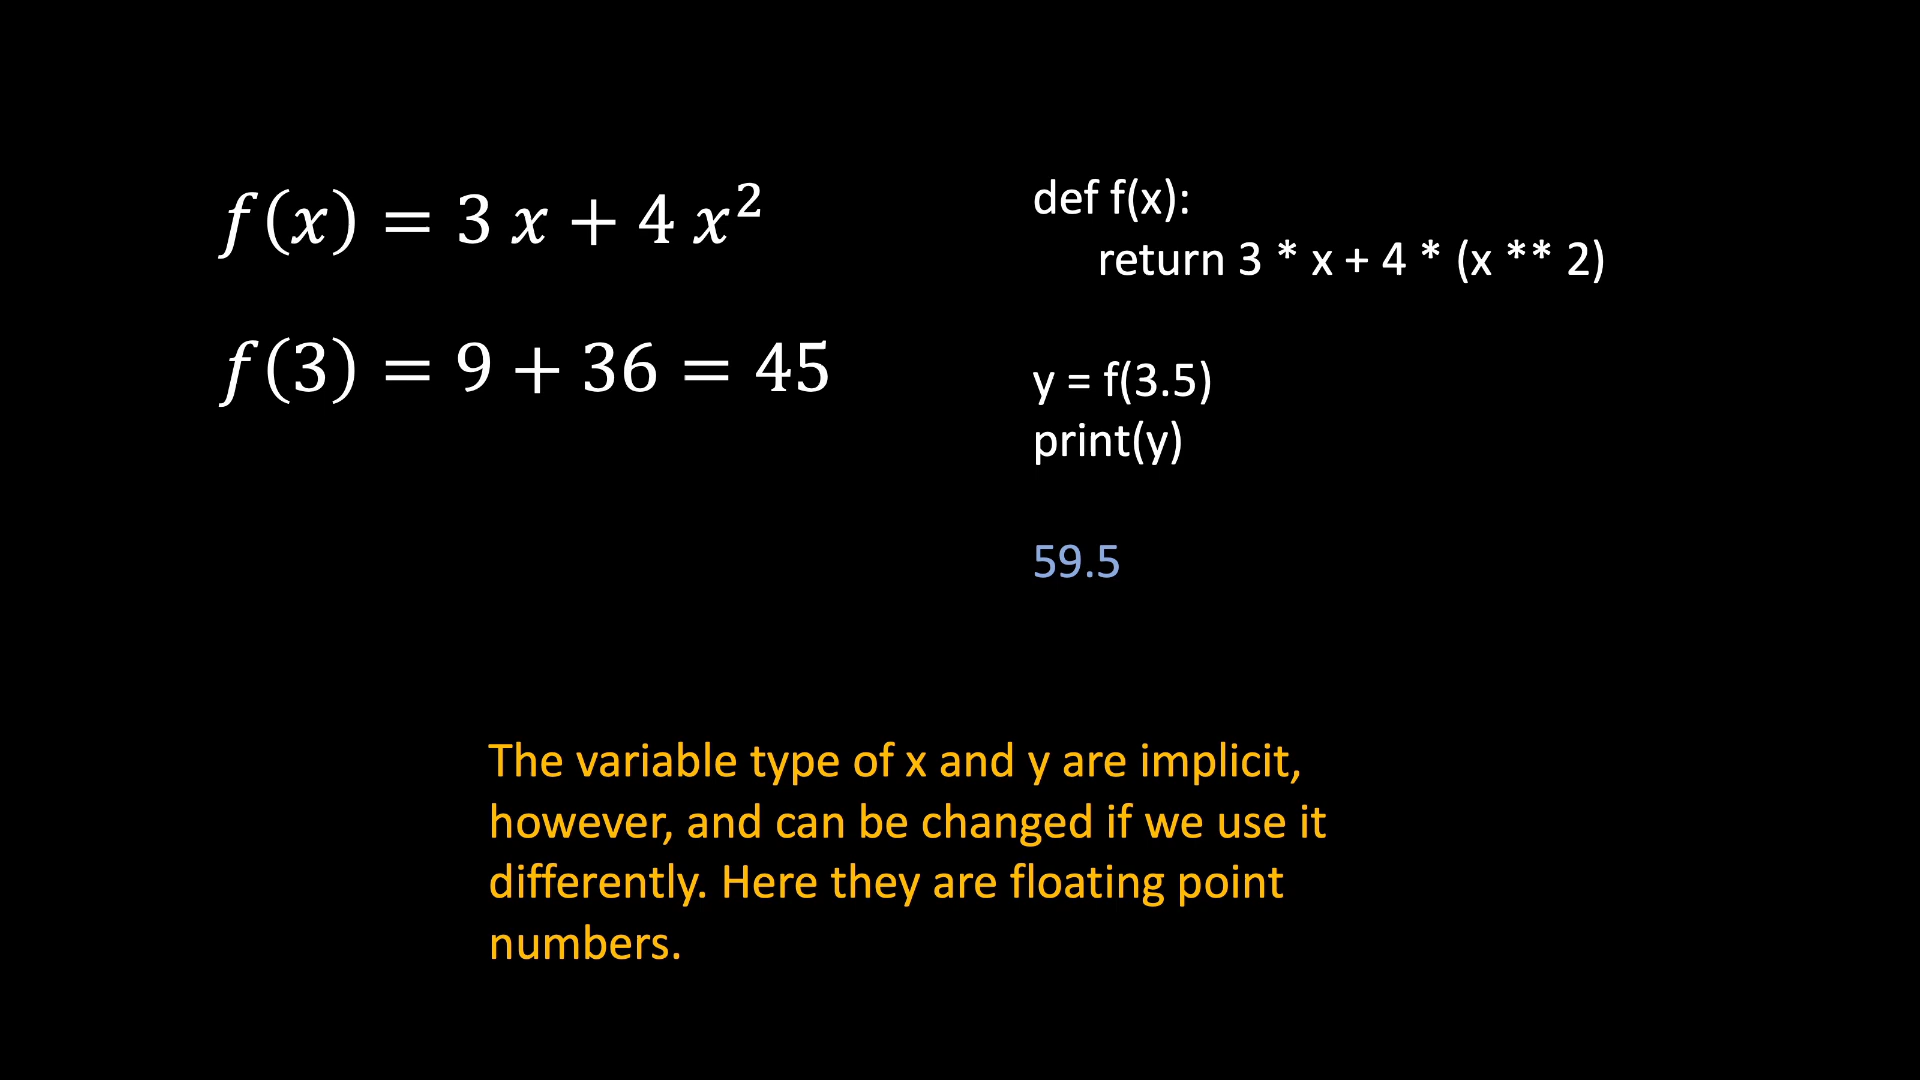 f(x) = 3 x + 4 x²
f(3) = 9 + 36 = 45
def f(x):
return 3 * x + 4 * (x ** 2)
y = f(3.5)
print(y)
59.5
The variable type of x and y are implicit,
however, and can be changed if we use it
differently. Here they are floating point
numbers.